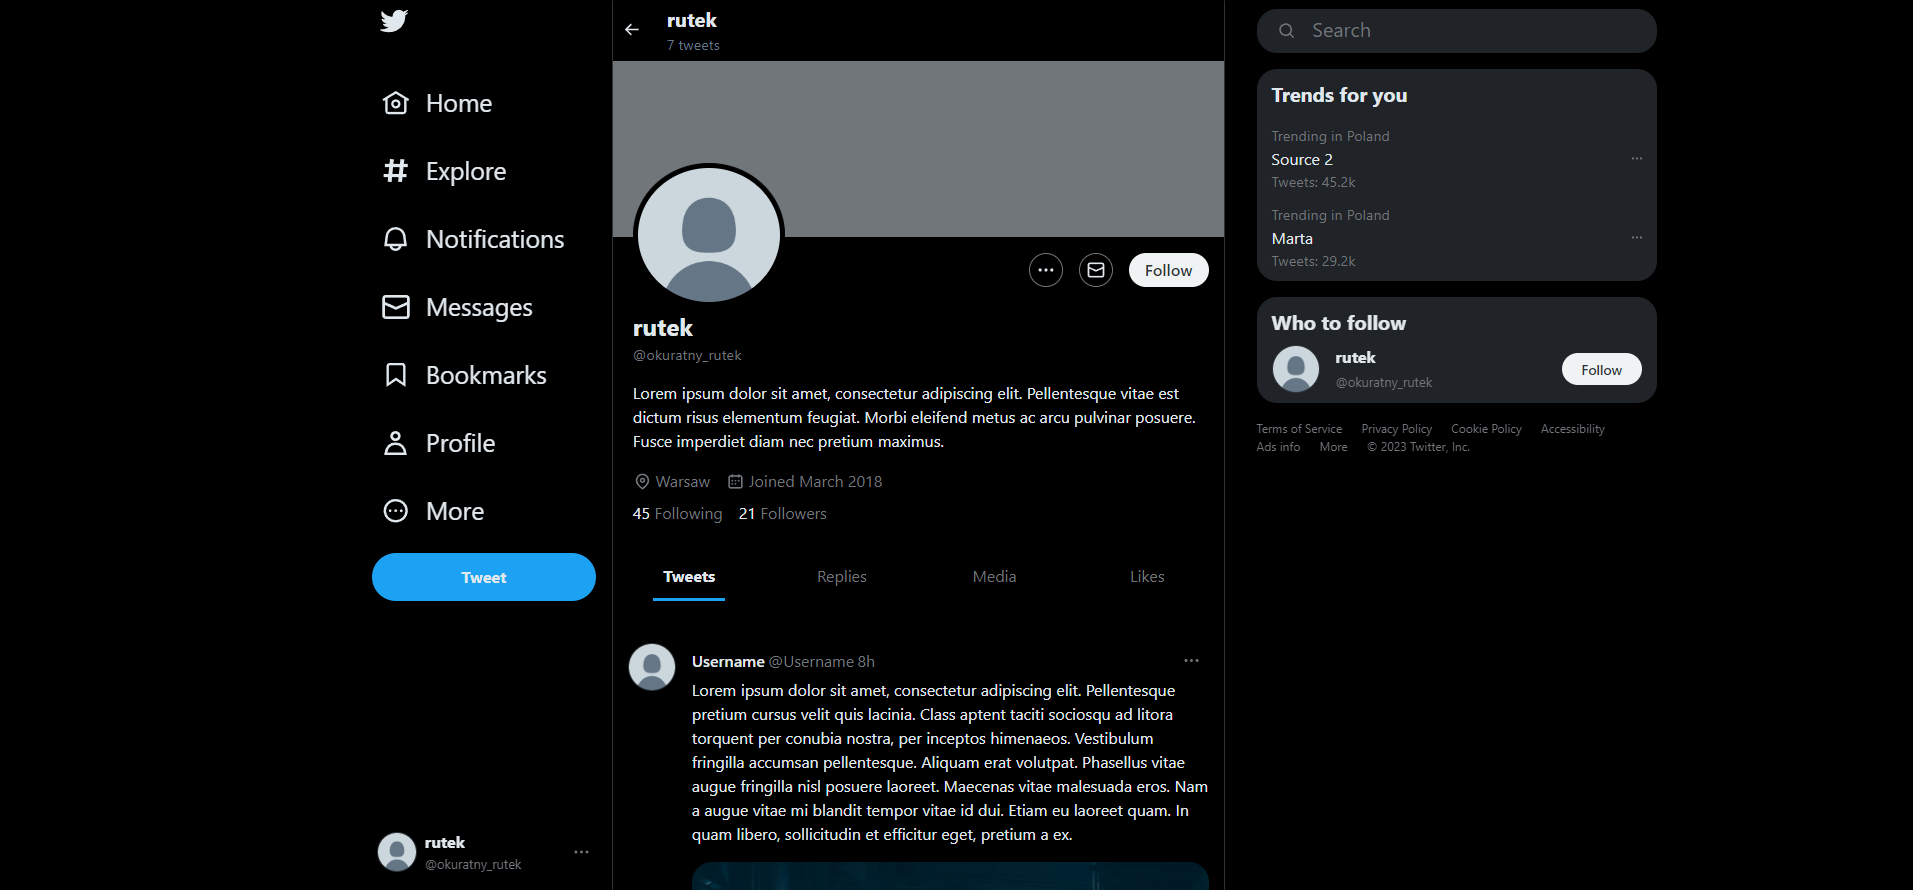 Home
Explore
Notifications
Messages
Bookmarks
Profile
More
Tweet
rutek
@okuratny_rutek
rutek
7 tweets
Follow
rutek
@okuratny_rutek
Lorem ipsum dolor sit amet, consectetur adipiscing elit. Pellentesque vitae est
dictum risus elementum feugiat. Morbi eleifend metus ac arcu pulvinar posuere.
Fusce imperdiet diam nec pretium maximus.
Warsaw Joined March 2018
45 Following 21 Followers
Tweets Replies Media Likes
Username @Username 8h
Lorem ipsum dolor sit amet, consectetur adipiscing elit. Pellentesque
pretium cursus velit quis lacinia. Class aptent taciti sociosqu ad litora
torquent per conubia nostra, per inceptos himenaeos. Vestibulum
fringilla accumsan pellentesque. Aliquam erat volutpat. Phasellus vitae
augue fringilla nisl posuere laoreet. Maecenas vitae malesuada eros. Nam
a augue vitae mi blandit tempor vitae id dui. Etiam eu laoreet quam. In
quam libero, sollicitudin et efficitur eget, pretium a ex.
Search
Trends for you
Trending in Poland
Source 2
Tweets: 45.2k
Trending in Poland
Marta
Tweets: 29.2k
Who to follow
rutek
@okuratny_rutek
Follow
Terms of Service Privacy Policy Cookie Policy Accessibility
Ads info More © 2023 Twitter, Inc.